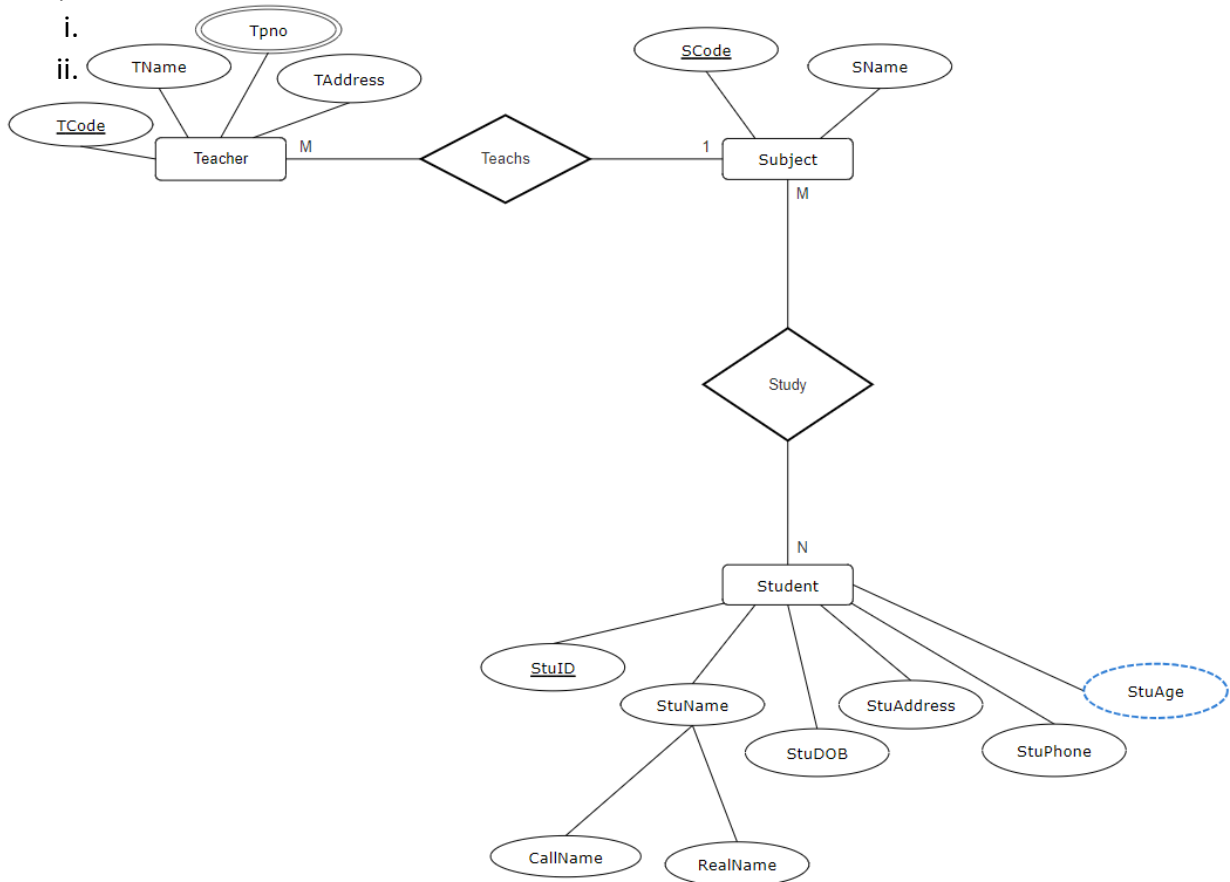 i.
Tpno
ii.
TName
TAddress
SCode
SName
TCode
Teacher
M
Teachs
1
Subject
M
Study
N
Student
StuID
StuName
StuDOB
StuAddress
StuPhone
StuAge
CallName
RealName